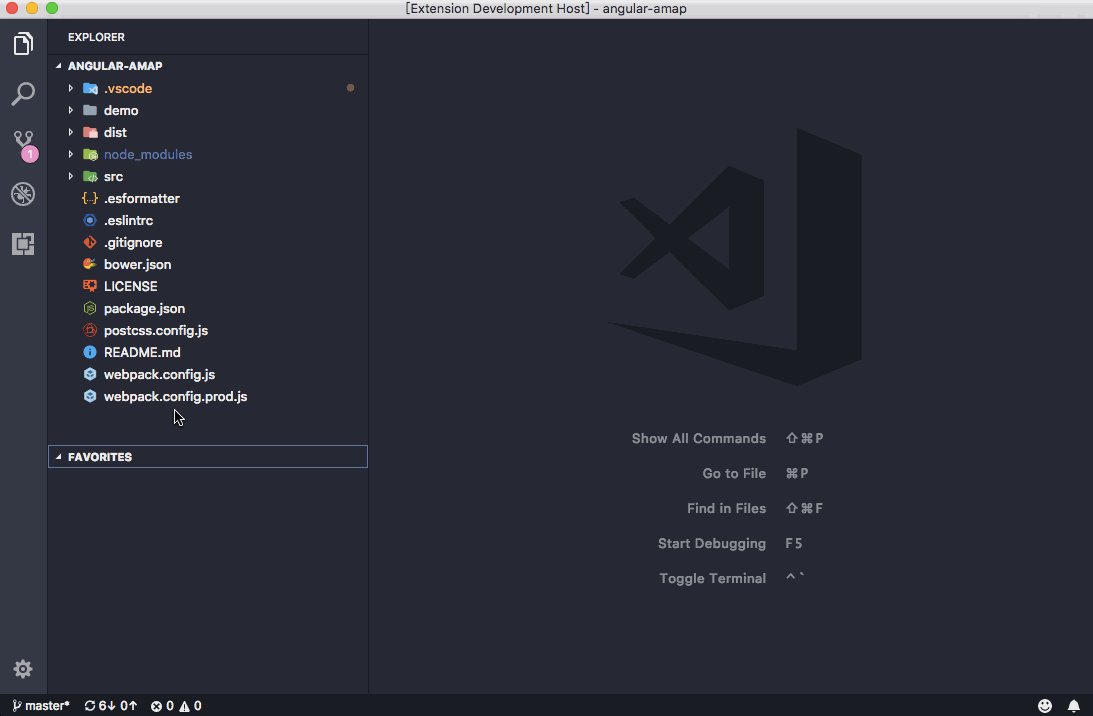 [Extension Development Host] - angular-amap
EXPLORER
ANGULAR-AMAP
.vscode
demo
dist
node_modules
src
.esformatter
.eslintrc
.gitignore
bower.json
LICENSE
package.json
postcss.config.js
README.md
webpack.config.js
webpack.config.prod.js
FAVORITES
1
Show All Commands ⇧⌘P
Go to File ⌘P
Find in Files ⇧⌘F
Start Debugging F5
Toggle Terminal ^`
master* 6↓ 0↑ 0 0